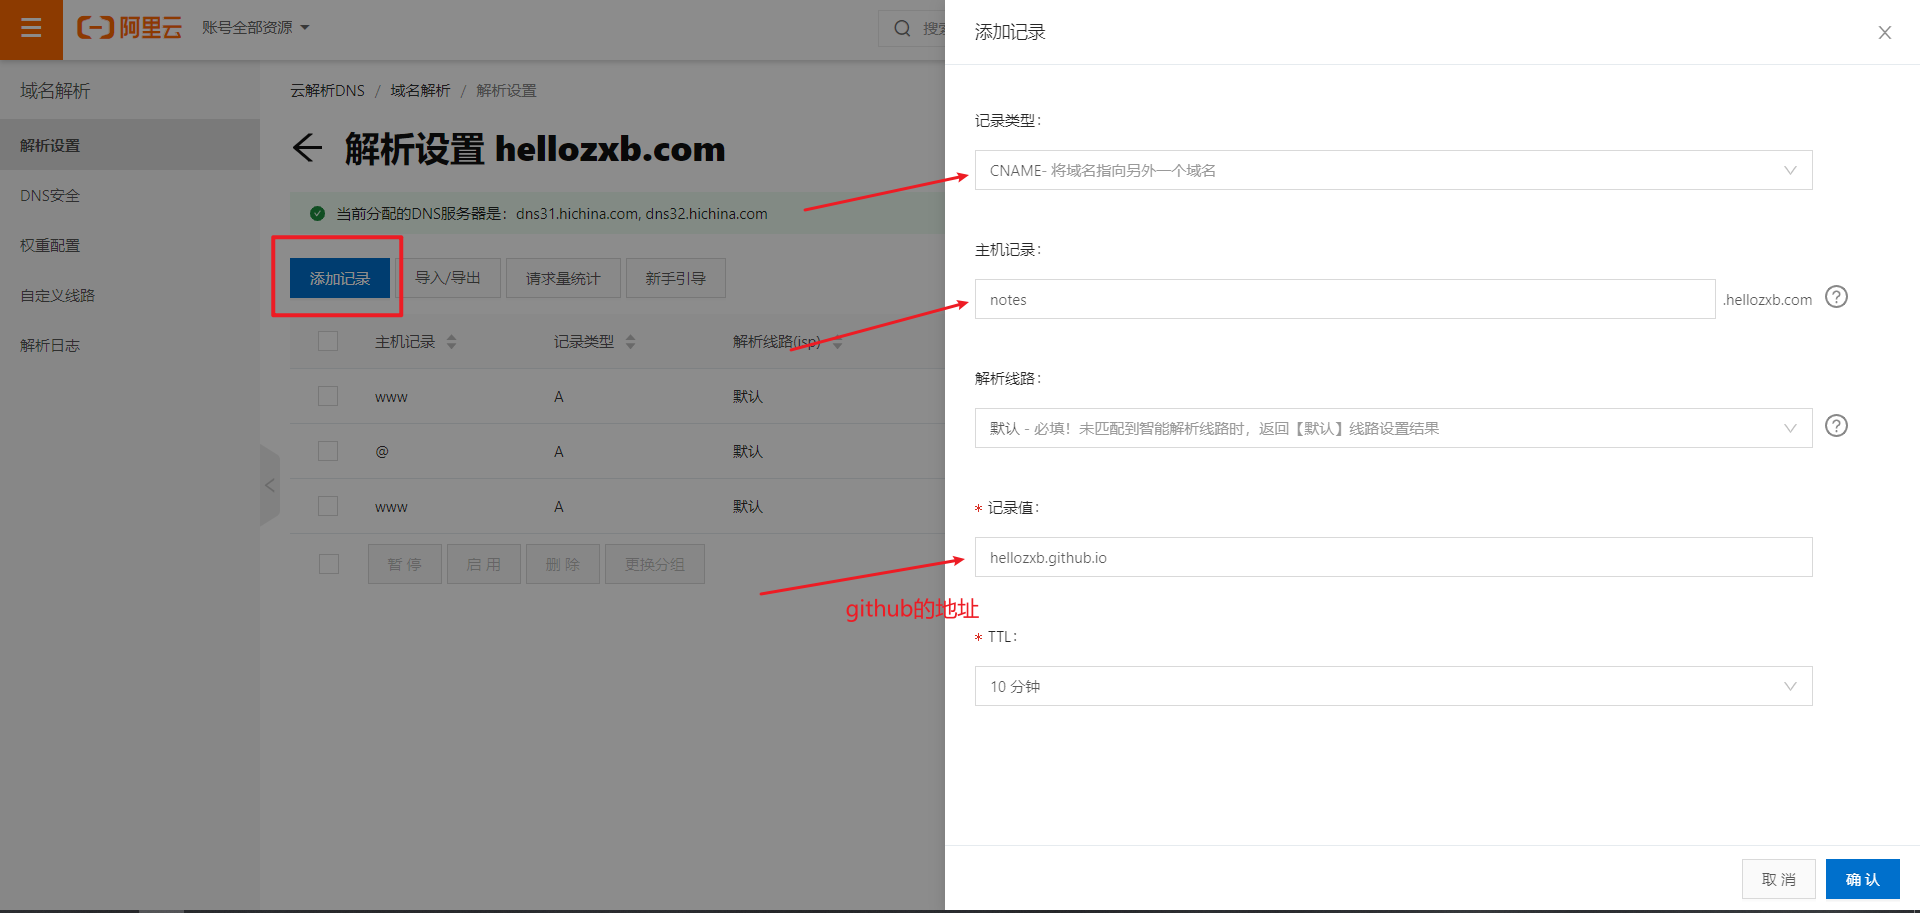 阿里云
账号全部资源
搜索
域名解析
解析设置
DNS安全
权重配置
自定义线路
解析日志
云解析DNS / 域名解析 / 解析设置
解析设置 hellozxb.com
当前分配的DNS服务器是：dns31.hichina.com, dns32.hichina.com
添加记录 导入/导出 请求量统计 新手引导
主机记录 记录类型 解析线路(isp)
www A 默认
@ A 默认
www A 默认
暂 停 启 用 删 除 更换分组
github的地址
添加记录
记录类型：
CNAME- 将域名指向另外一个域名
主机记录：
notes .hellozxb.com
解析线路：
默认 - 必填！未匹配到智能解析线路时，返回【默认】线路设置结果
* 记录值：
hellozxb.github.io
* TTL：
10 分钟
取 消 确 认